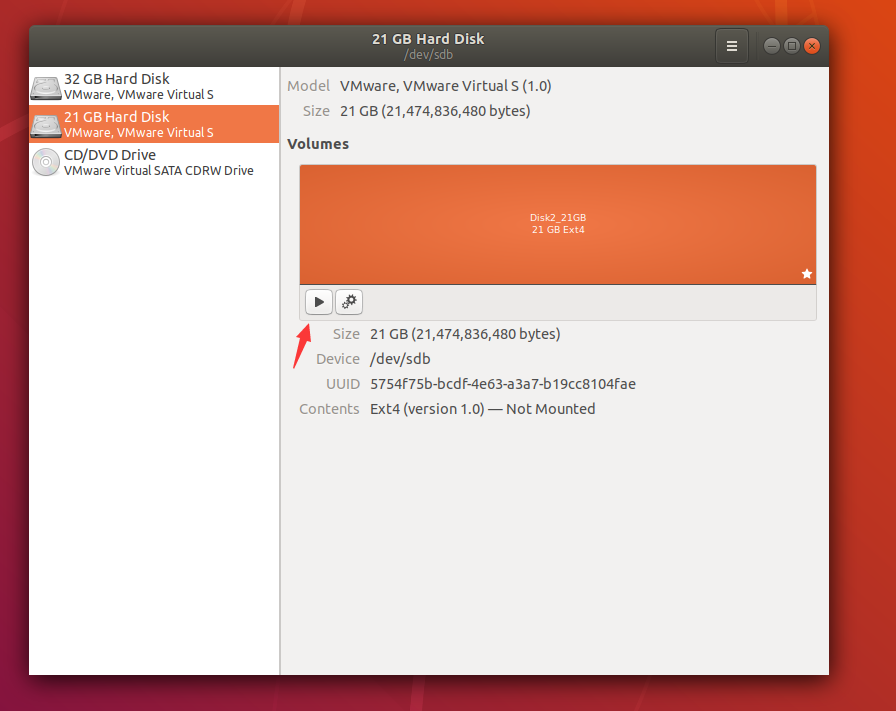 21 GB Hard Disk
/dev/sdb
32 GB Hard Disk
VMware, VMware Virtual S
21 GB Hard Disk
VMware, VMware Virtual S
CD/DVD Drive
VMware Virtual SATA CDRW Drive
Model VMware, VMware Virtual S (1.0)
Size 21 GB (21,474,836,480 bytes)
Volumes
Disk2_21GB
21 GB Ext4
Size 21 GB (21,474,836,480 bytes)
Device /dev/sdb
UUID 5754f75b-bcdf-4e63-a3a7-b19cc8104fae
Contents Ext4 (version 1.0) — Not Mounted